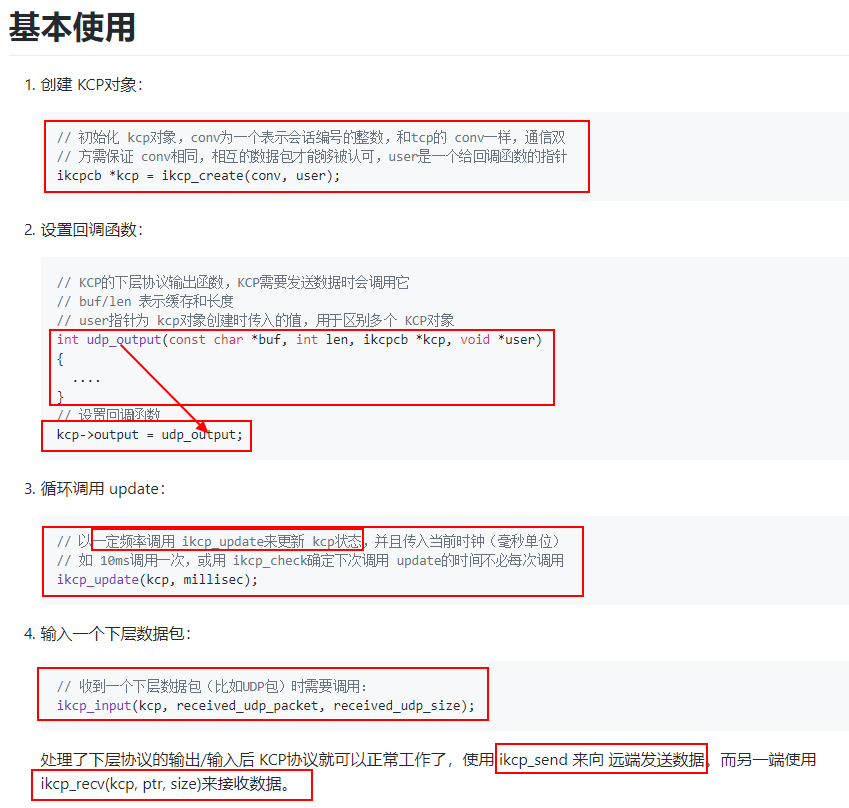 基本使用
1. 创建 KCP对象：
// 初始化 kcp对象，conv为一个表示会话编号的整数，和tcp的 conv一样，通信双
// 方需保证 conv相同，相互的数据包才能够被认可，user是一个给回调函数的指针
ikcpcb *kcp = ikcp_create(conv, user);
2. 设置回调函数：
// KCP的下层协议输出函数，KCP需要发送数据时会调用它
// buf/len 表示缓存和长度
// user指针为 kcp对象创建时传入的值，用于区别多个 KCP对象
int udp_output(const char *buf, int len, ikcpcb *kcp, void *user)
{
....
}
// 设置回调函数
kcp->output = udp_output;
3. 循环调用 update：
// 以一定频率调用 ikcp_update来更新 kcp状态，并且传入当前时钟（毫秒单位）
// 如 10ms调用一次，或用 ikcp_check确定下次调用 update的时间不必每次调用
ikcp_update(kcp, millisec);
4. 输入一个下层数据包：
// 收到一个下层数据包（比如UDP包）时需要调用：
ikcp_input(kcp, received_udp_packet, received_udp_size);
处理了下层协议的输出/输入后 KCP协议就可以正常工作了，使用 ikcp_send 来向 远端发送数据。而另一端使用
ikcp_recv(kcp, ptr, size)来接收数据。